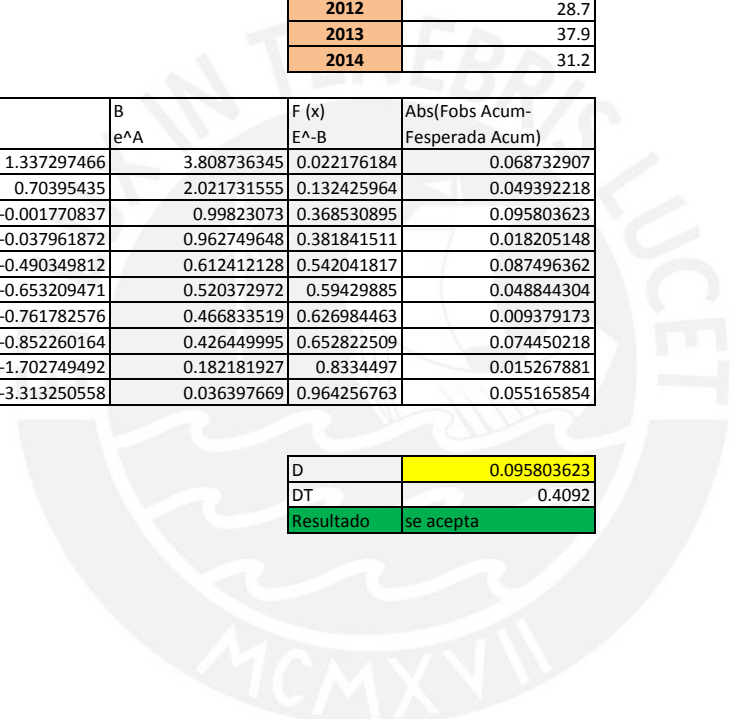 2012 28.7
2013 37.9
2014 31.2
B F (x) Abs(Fobs Acum-
e^A E^-B Fesperada Acum)
1.337297466 3.808736345 0.022176184 0.068732907
0.70395435 2.021731555 0.132425964 0.049392218
-0.001770837 0.99823073 0.368530895 0.095803623
-0.037961872 0.962749648 0.381841511 0.018205148
-0.490349812 0.612412128 0.542041817 0.087496362
-0.653209471 0.520372972 0.59429885 0.048844304
-0.761782576 0.466833519 0.626984463 0.009379173
-0.852260164 0.426449995 0.652822509 0.074450218
-1.702749492 0.182181927 0.8334497 0.015267881
-3.313250558 0.036397669 0.964256763 0.055165854
D 0.095803623
DT 0.4092
Resultado se acepta
KIN TENEBRIS LUCET
MCMXVII